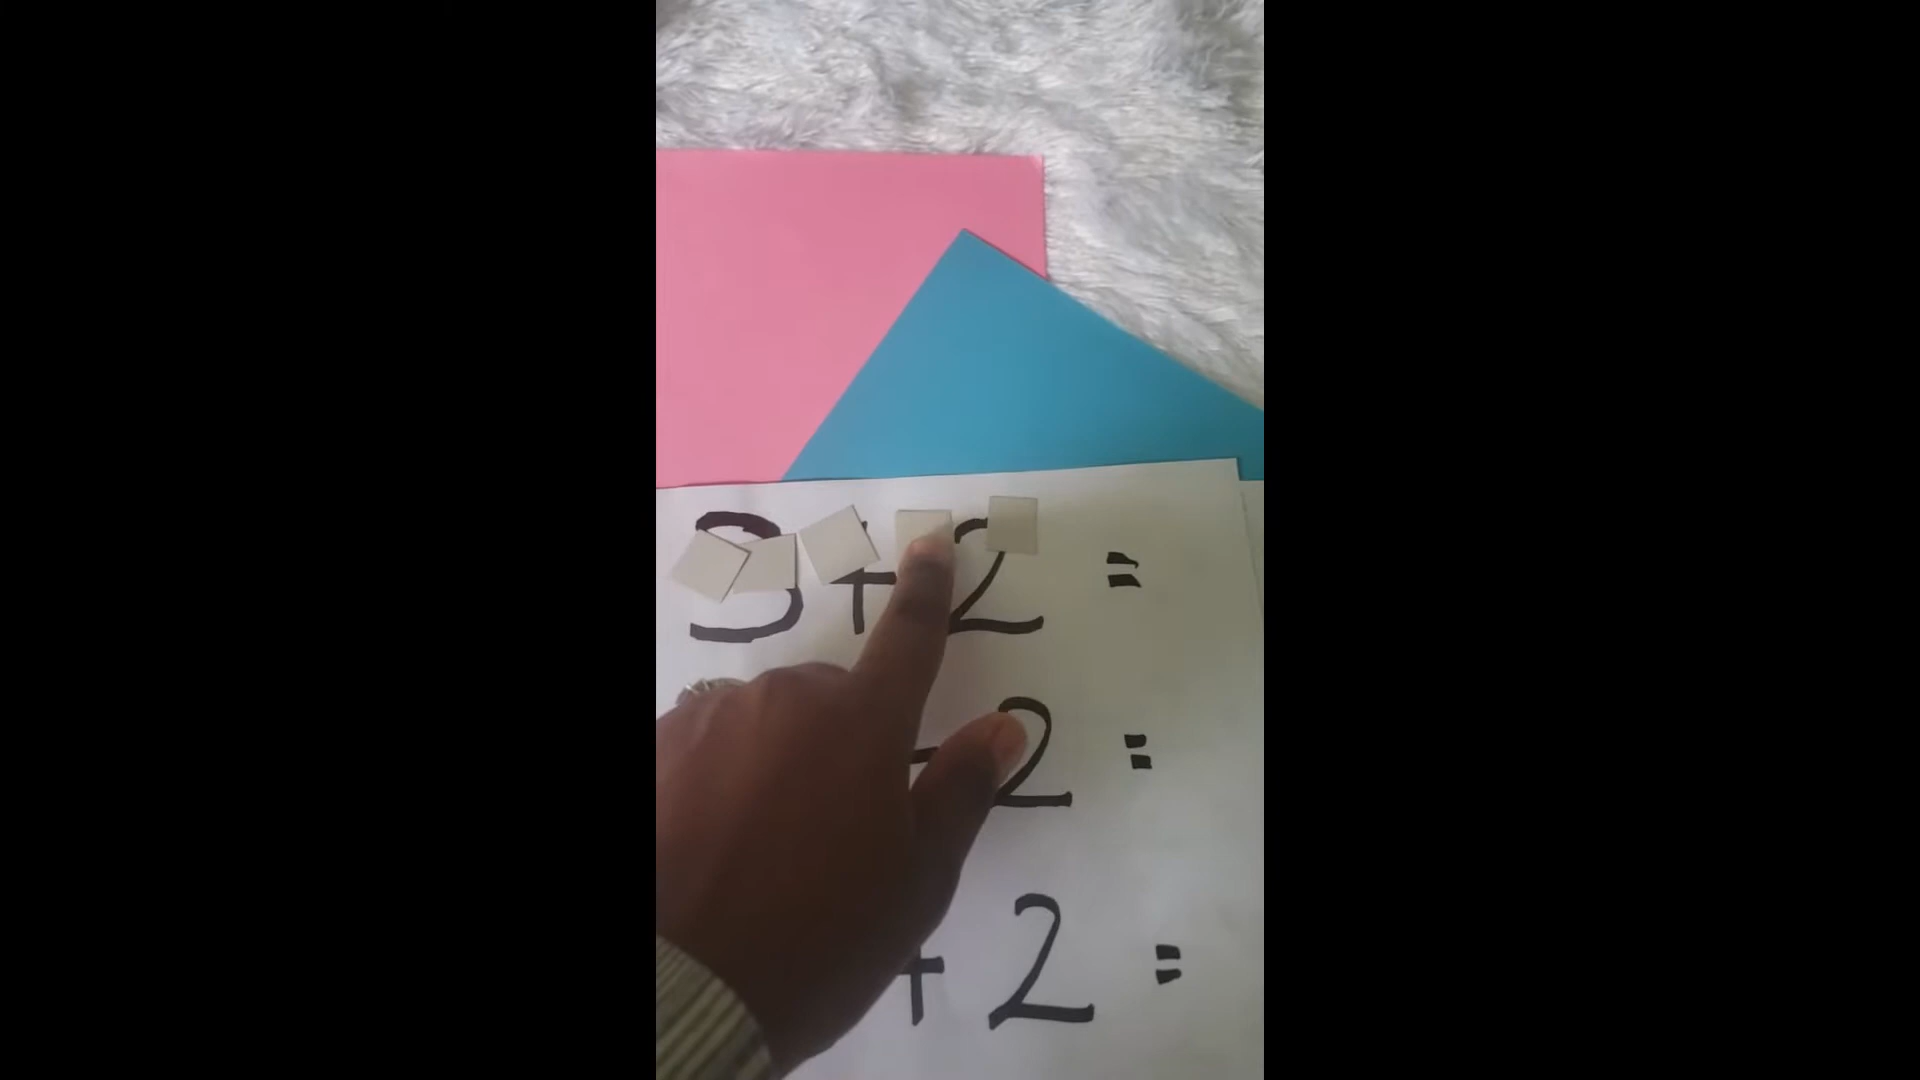 3 + 2 =
- 2 =
+ 2 =